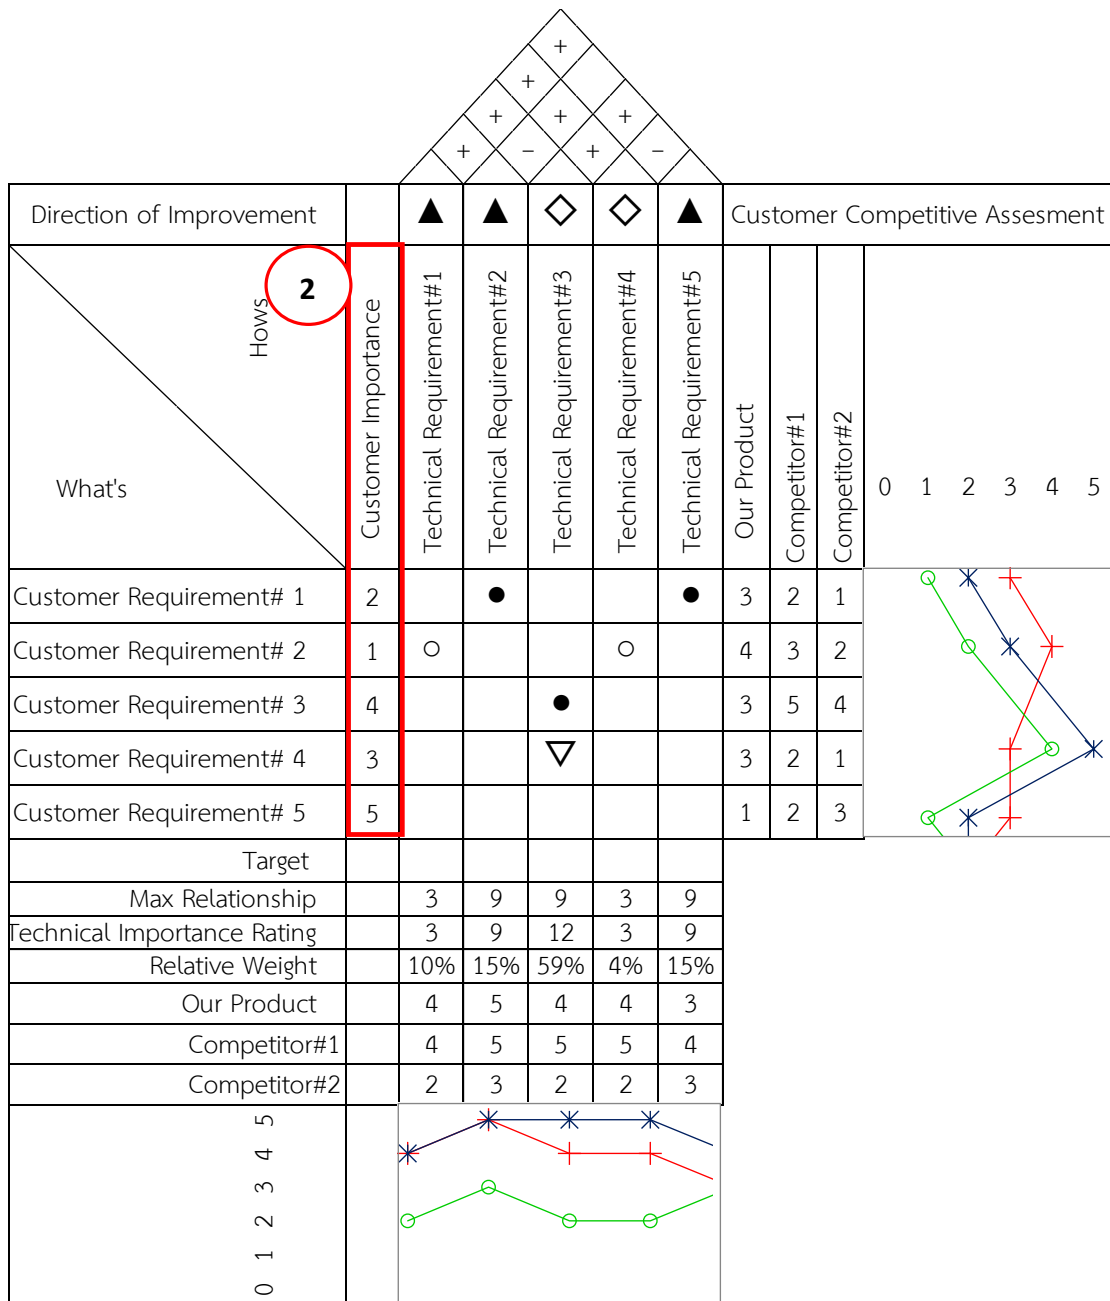 +
+
+ + +
+ − + −
Direction of Improvement ▲ ▲ ◇ ◇ ▲ Customer Competitive Assesment
What's Hows 2 Customer Importance Technical Requirement#1 Technical Requirement#2 Technical Requirement#3 Technical Requirement#4 Technical Requirement#5 Our Product Competitor#1 Competitor#2 0 1 2 3 4 5
Customer Requirement# 1 2 ● ● 3 2 1
Customer Requirement# 2 1 ○ ○ 4 3 2
Customer Requirement# 3 4 ● 3 5 4
Customer Requirement# 4 3 ▽ 3 2 1
Customer Requirement# 5 5 1 2 3
Target
Max Relationship 3 9 9 3 9
Technical Importance Rating 3 9 12 3 9
Relative Weight 10% 15% 59% 4% 15%
Our Product 4 5 4 4 3
Competitor#1 4 5 5 5 4
Competitor#2 2 3 2 2 3
5
4
3
2
1
0